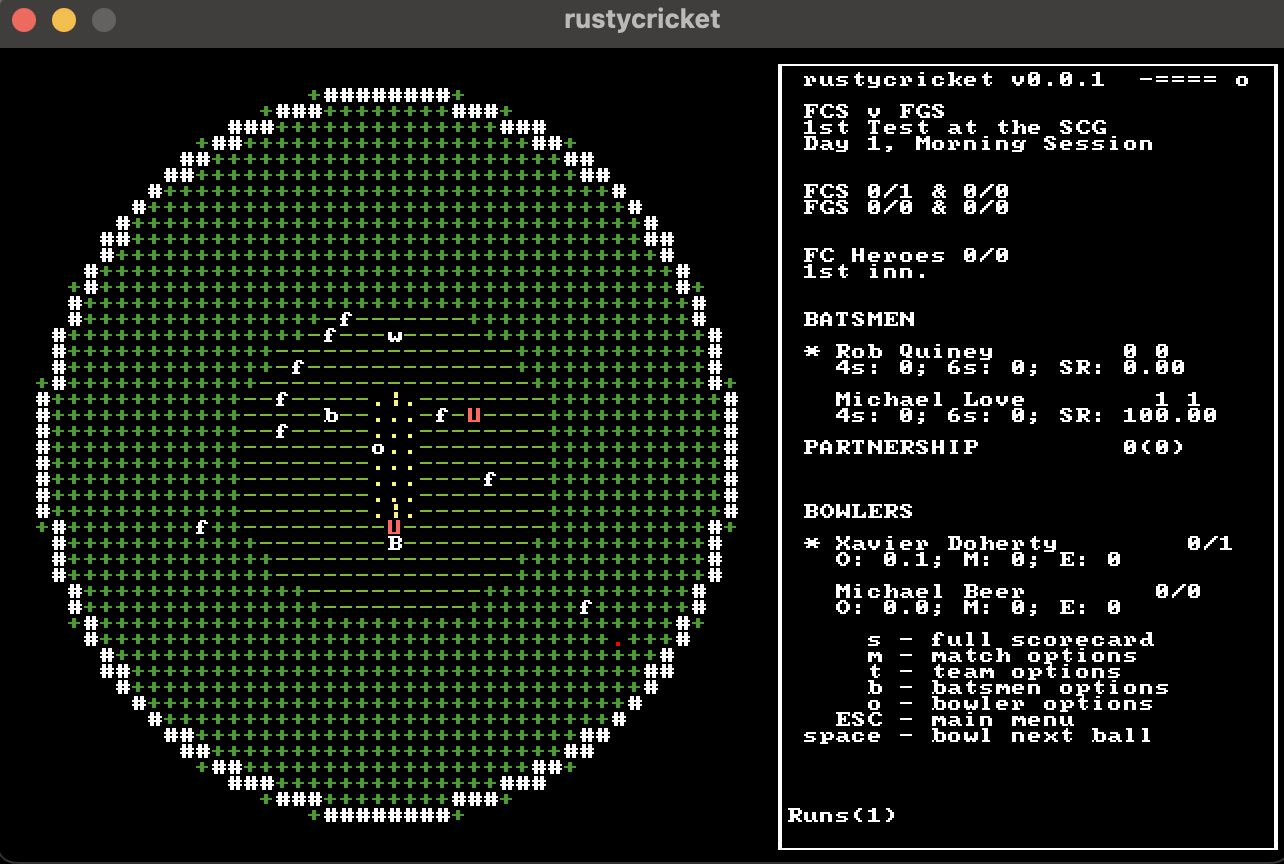 rustycricket
rustycricket v0.0.1 -==== o
FCS v FGS
1st Test at the SCG
Day 1, Morning Session
FCS 0/1 & 0/0
FGS 0/0 & 0/0
FC Heroes 0/0
1st inn.
BATSMEN
* Rob Quiney 0 0
4s: 0; 6s: 0; SR: 0.00
Michael Love 1 1
4s: 0; 6s: 0; SR: 100.00
PARTNERSHIP 0(0)
BOWLERS
* Xavier Doherty 0/1
O: 0.1; M: 0; E: 0
Michael Beer 0/0
O: 0.0; M: 0; E: 0
s - full scorecard
m - match options
t - team options
b - batsmen options
o - bowler options
ESC - main menu
space - bowl next ball
Runs(1)
f
f w
f
f
b f U
f
o
f
f U
B
f